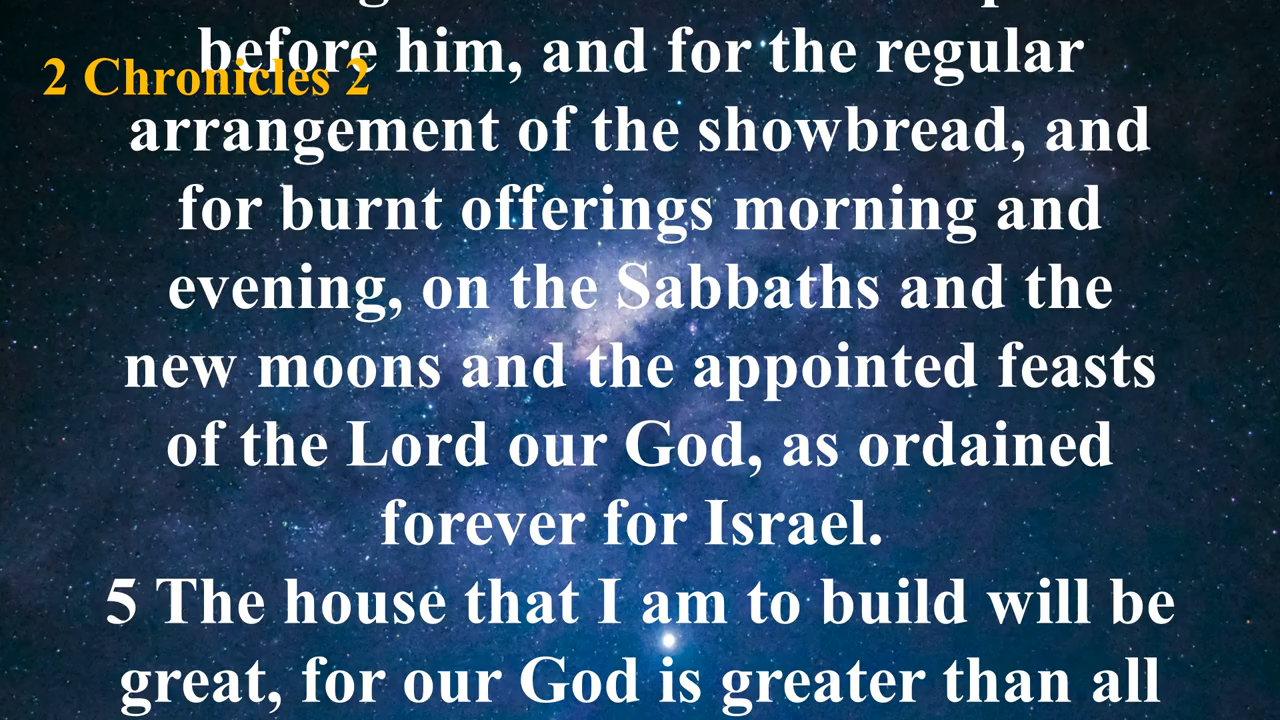 before him, and for the regular
2 Chronicles 2
arrangement of the showbread, and
for burnt offerings morning and
evening, on the Sabbaths and the
new moons and the appointed feasts
of the Lord our God, as ordained
forever for Israel.
5 The house that I am to build will be
great, for our God is greater than all